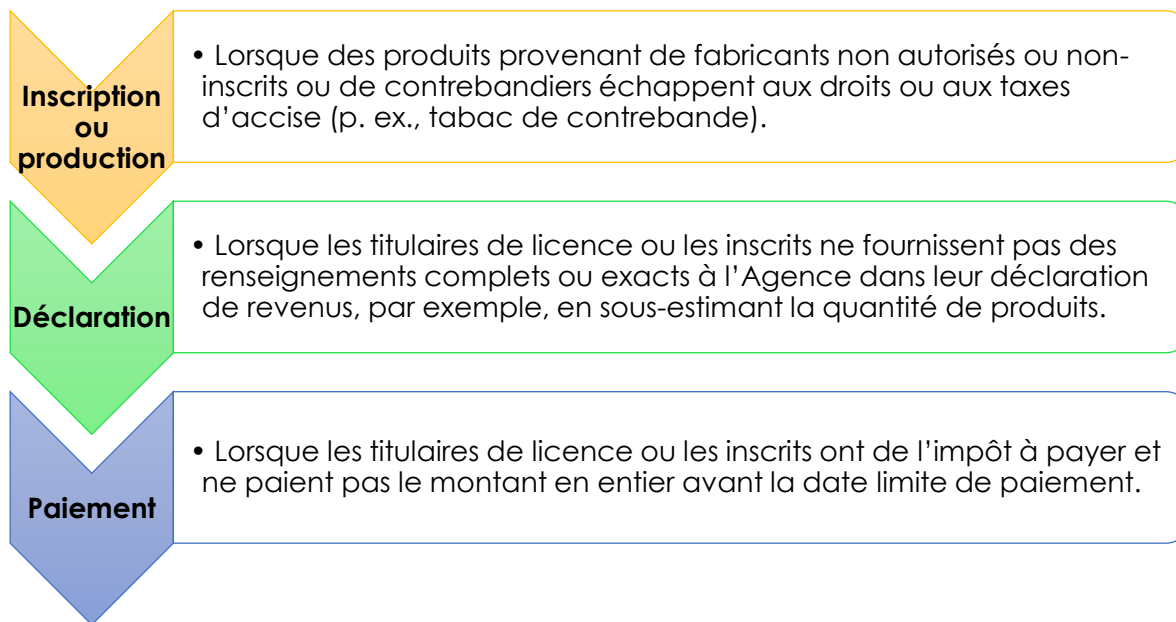 Inscription
ou
production
• Lorsque des produits provenant de fabricants non autorisés ou non-
inscrits ou de contrebandiers échappent aux droits ou aux taxes
d’accise (p. ex., tabac de contrebande).
Déclaration
• Lorsque les titulaires de licence ou les inscrits ne fournissent pas des
renseignements complets ou exacts à l’Agence dans leur déclaration
de revenus, par exemple, en sous-estimant la quantité de produits.
Paiement
• Lorsque les titulaires de licence ou les inscrits ont de l’impôt à payer et
ne paient pas le montant en entier avant la date limite de paiement.